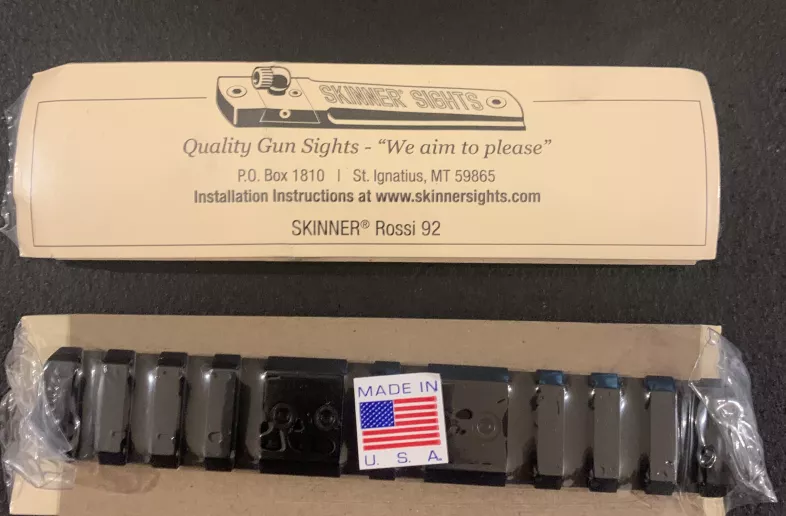 SKINNER® SIGHTS
Quality Gun Sights - “We aim to please”
P.O. Box 1810 | St. Ignatius, MT 59865
Installation Instructions at www.skinnersights.com
SKINNER® Rossi 92
MADE IN
U. S. A.